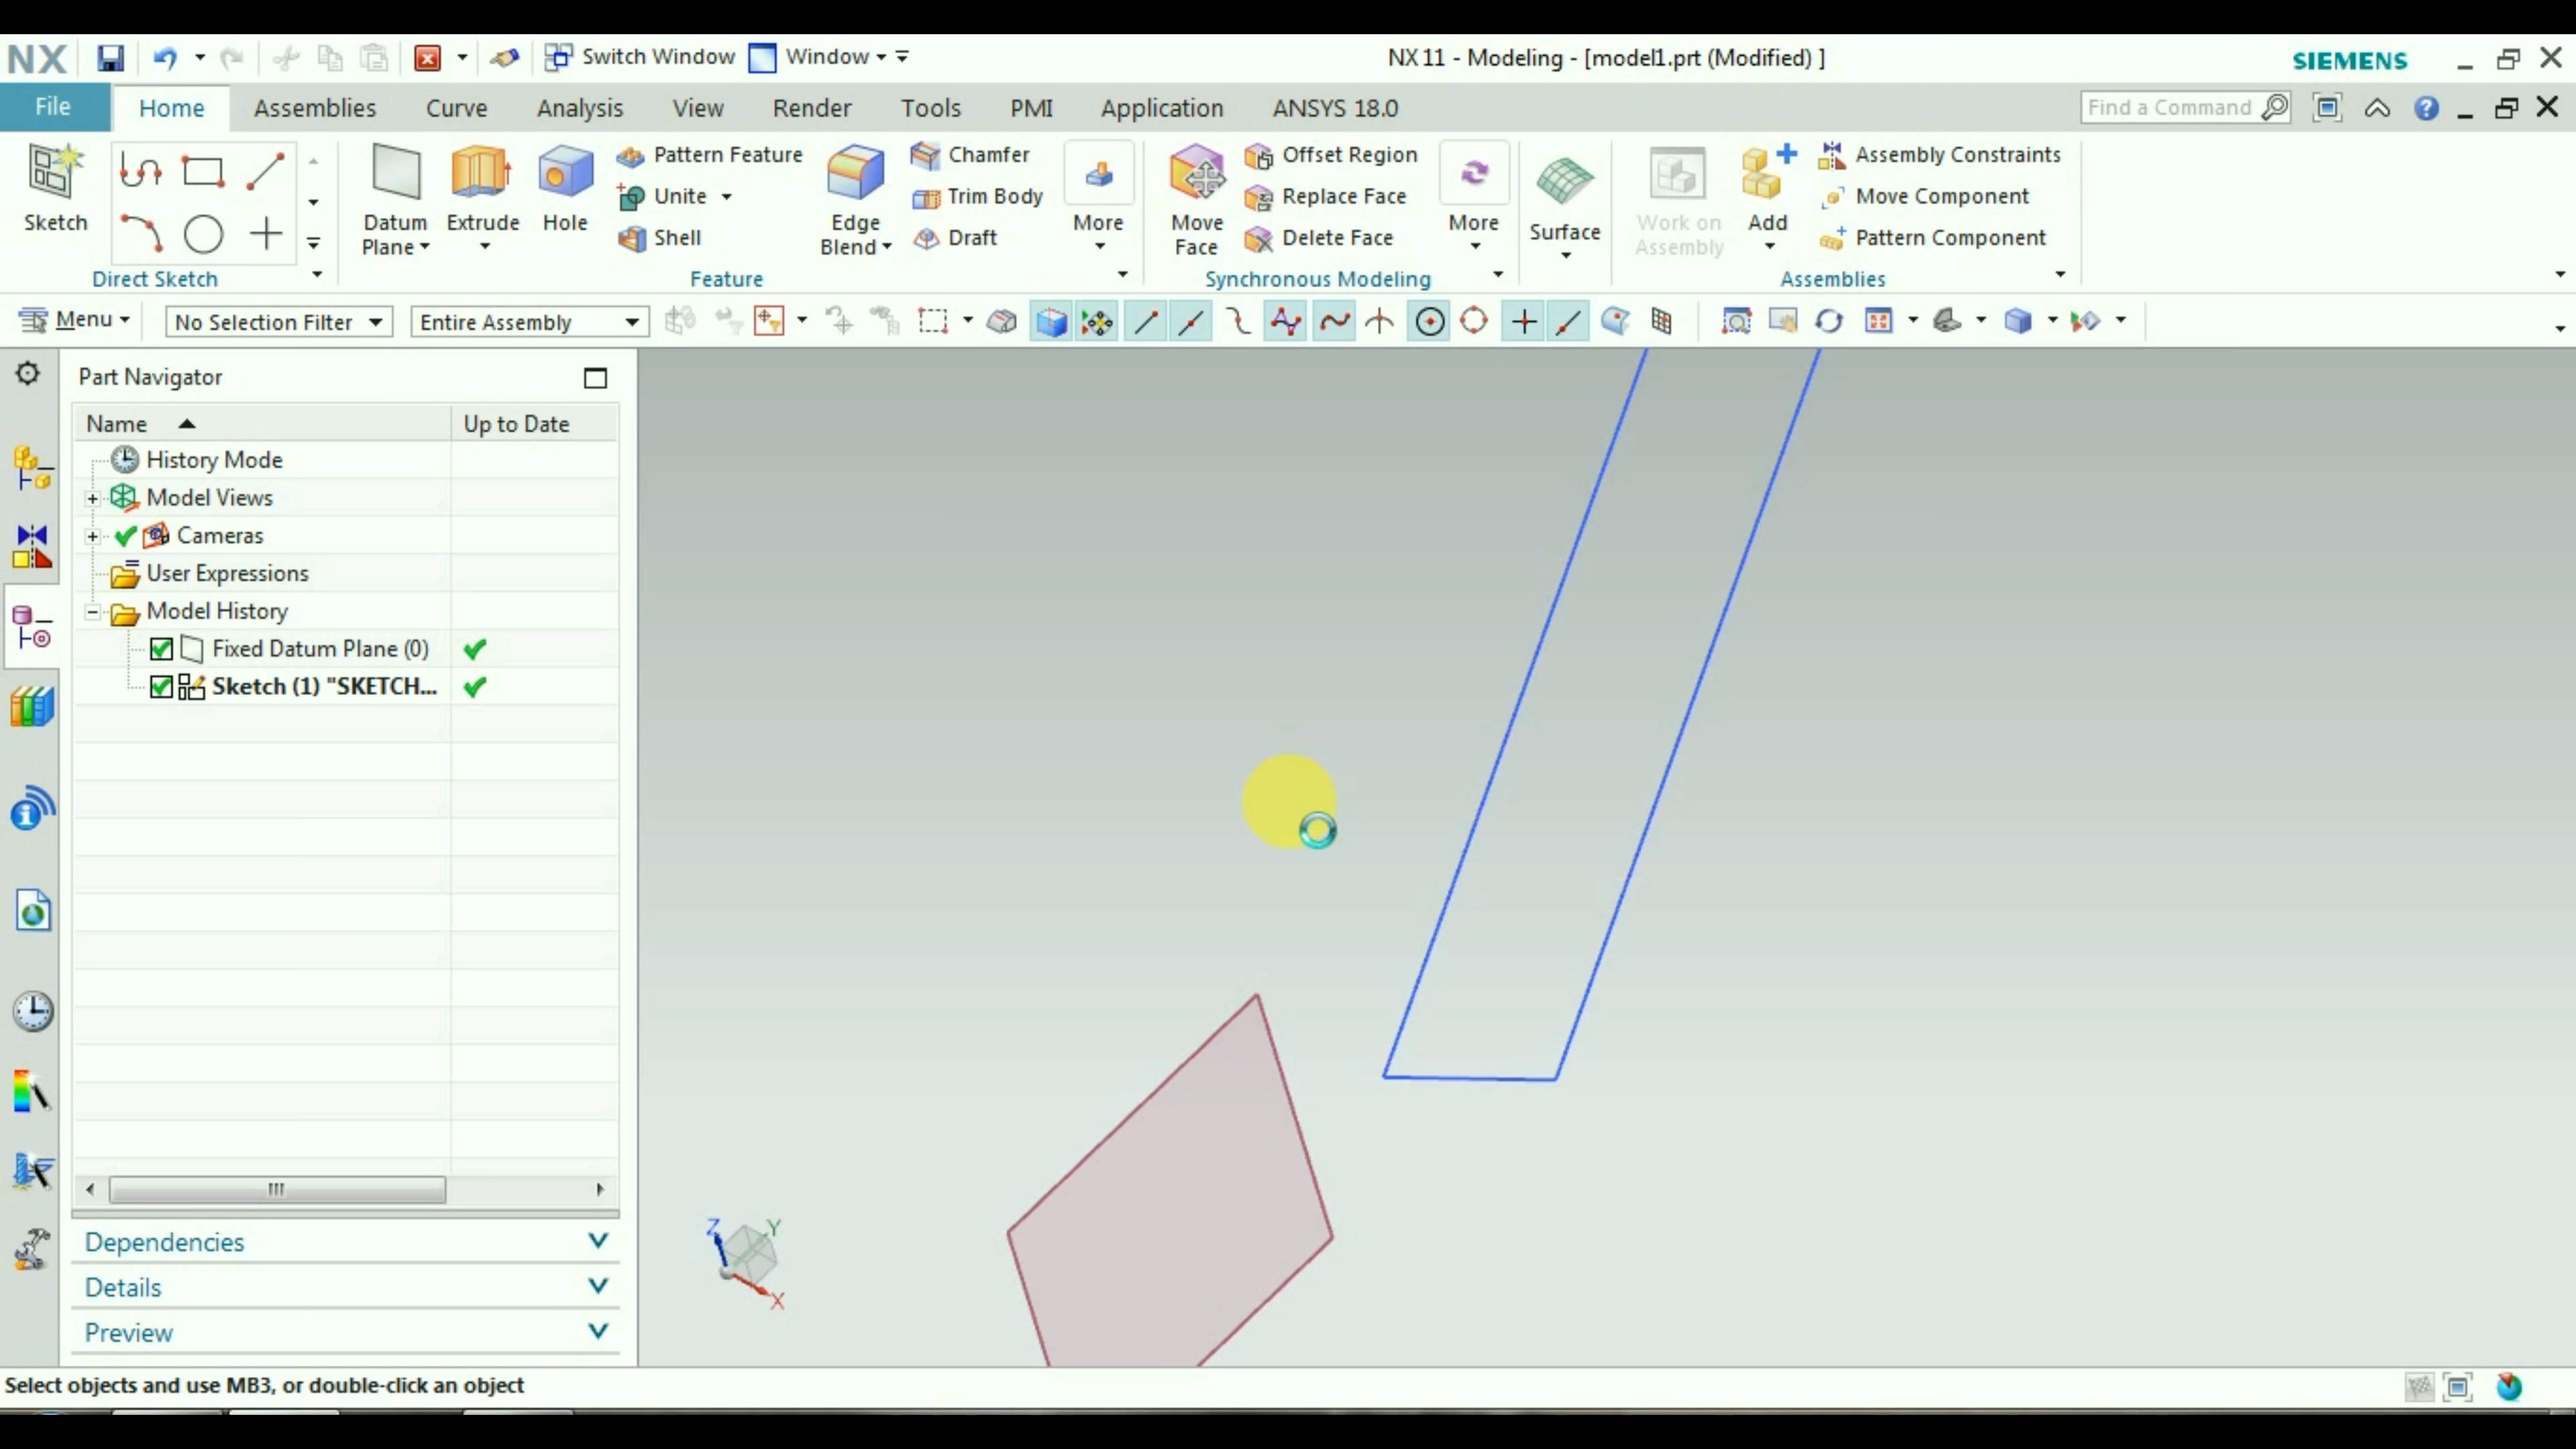 NX
Switch Window
Window
NX 11 - Modeling - [model1.prt (Modified) ]
SIEMENS
File
Home
Assemblies
Curve
Analysis
View
Render
Tools
PMI
Application
ANSYS 18.0
Find a Command
Sketch
Direct Sketch
Datum
Plane
Extrude
Hole
Pattern Feature
Unite
Shell
Edge
Blend
Chamfer
Trim Body
Draft
More
Feature
Move
Face
Offset Region
Replace Face
Delete Face
More
Synchronous Modeling
Surface
Work on
Assembly
Add
Assembly Constraints
Move Component
Pattern Component
Assemblies
Menu
No Selection Filter
Entire Assembly
Part Navigator
Name
Up to Date
History Mode
Model Views
Cameras
User Expressions
Model History
Fixed Datum Plane (0)
Sketch (1) "SKETCH...
Dependencies
Details
Preview
Z
Y
X
Select objects and use MB3, or double-click an object